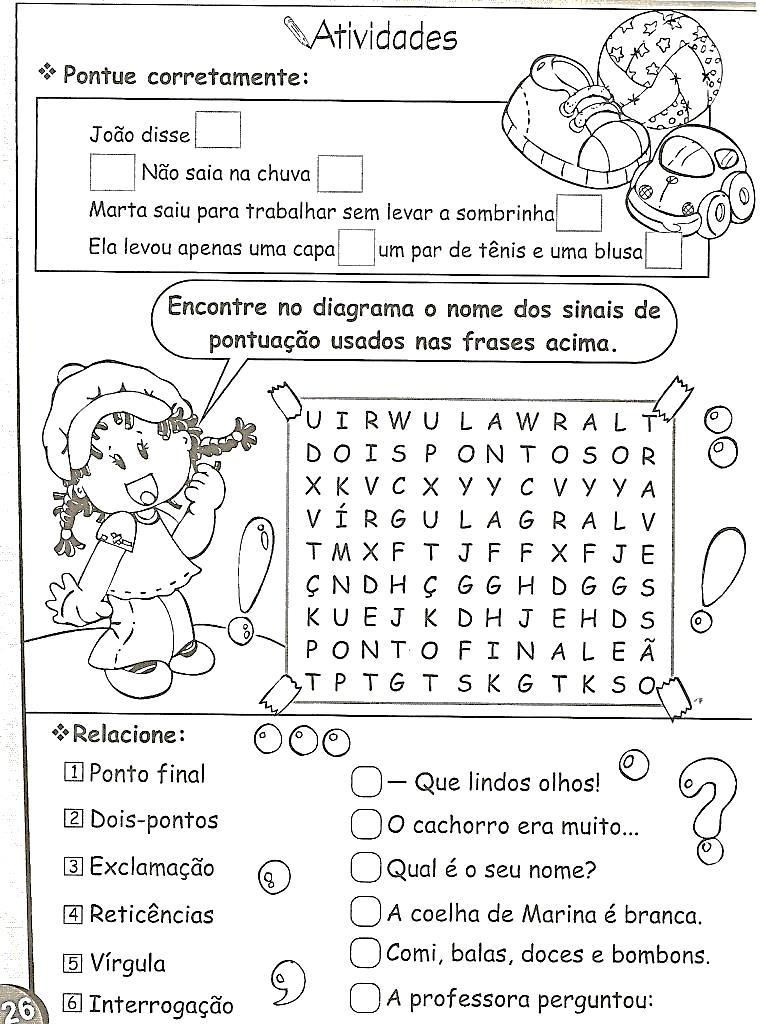 Atividades
❖ Pontue corretamente:
João disse
Não saia na chuva
Marta saiu para trabalhar sem levar a sombrinha
Ela levou apenas uma capa um par de tênis e uma blusa
Encontre no diagrama o nome dos sinais de
pontuação usados nas frases acima.
U I R W U L A W R A L T
D O I S P O N T O S O R
X K V C X Y Y C V Y Y A
V Í R G U L A G R A L V
T M X F T J F F X F J E
Ç N D H Ç G G H D G G S
K U E J K D H J E H D S
P O N T O F I N A L E Ã
T P T G T S K G T K S O
❖ Relacione:
1 Ponto final
2 Dois-pontos
3 Exclamação
4 Reticências
5 Vírgula
6 Interrogação
— Que lindos olhos!
O cachorro era muito...
Qual é o seu nome?
A coelha de Marina é branca.
Comi, balas, doces e bombons.
A professora perguntou:
26